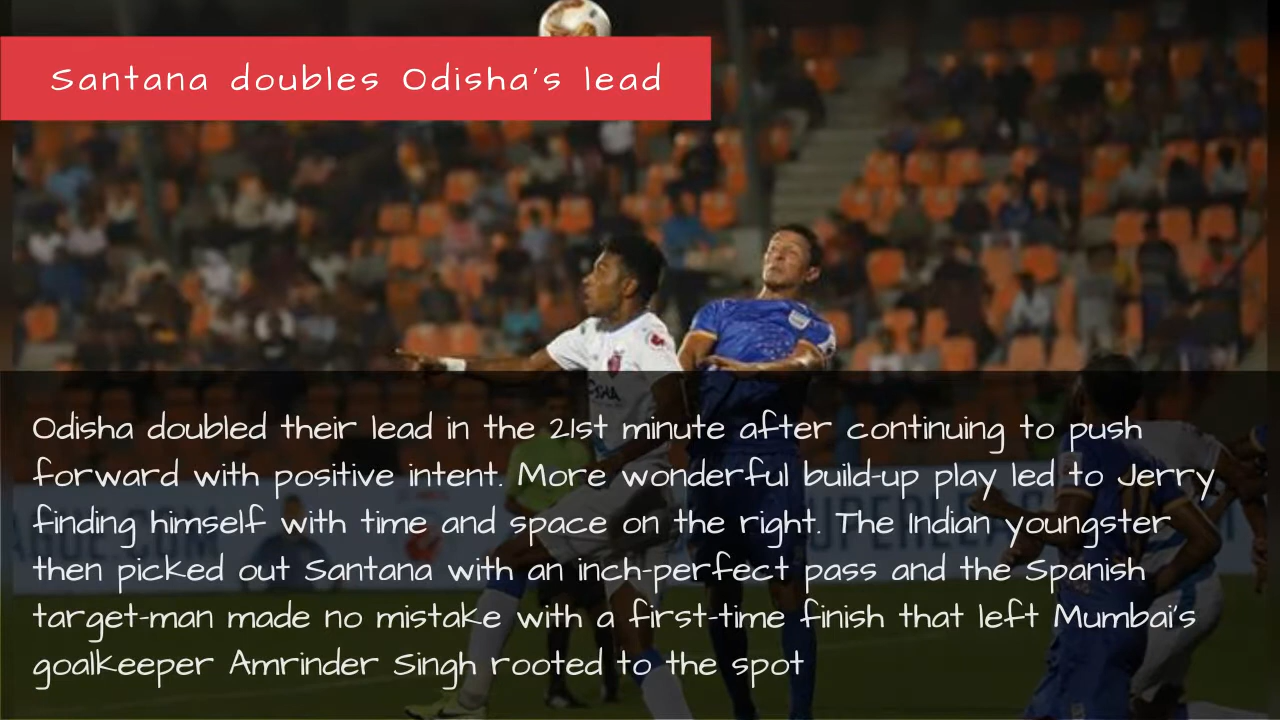 Santana doubles Odisha's lead
Odisha doubled their lead in the 21st minute after continuing to push
forward with positive intent. More wonderful build-up play led to Jerry
finding himself with time and space on the right. The Indian youngster
then picked out Santana with an inch-perfect pass and the Spanish
target-man made no mistake with a first-time finish that left Mumbai's
goalkeeper Amrinder Singh rooted to the spot